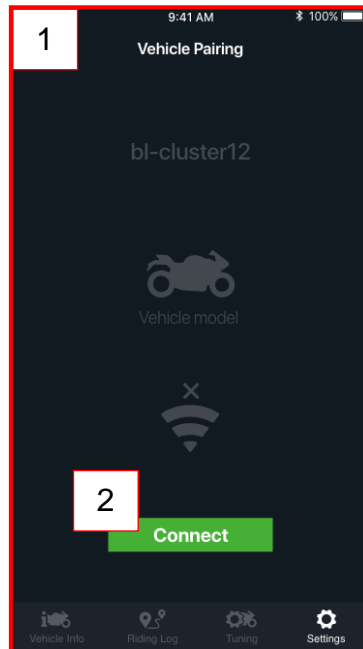 1
9:41 AM 100%
Vehicle Pairing
bl-cluster12
Vehicle model
2
Connect
Vehicle Info Riding Log Tuning Settings